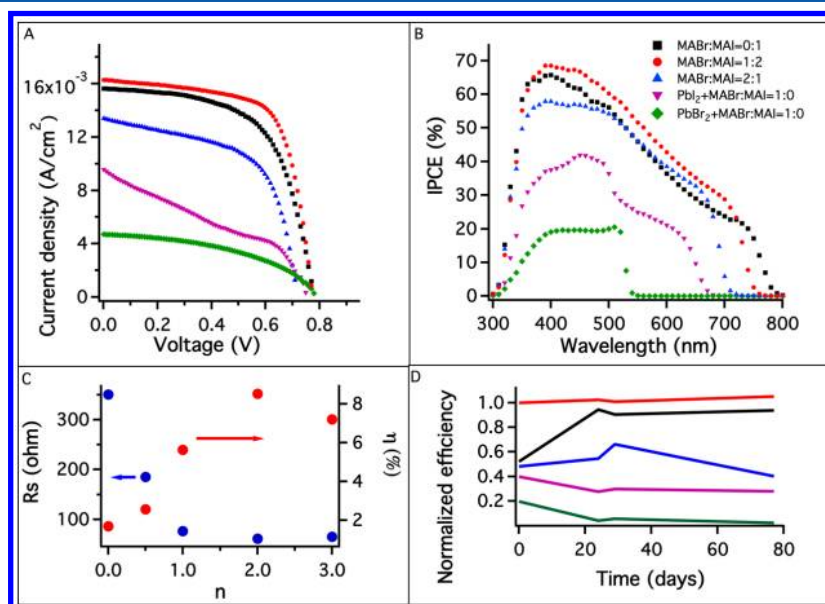 A
16x10⁻³
12
8
4
0
Current density (A/cm²)
0.0 0.2 0.4 0.6 0.8
Voltage (V)
B
70
60
50
40
30
20
10
0
IPCE (%)
MABr:MAI=0:1
MABr:MAI=1:2
MABr:MAI=2:1
PbI₂+MABr:MAI=1:0
PbBr₂+MABr:MAI=1:0
300 400 500 600 700 800
Wavelength (nm)
C
350
300
250
200
150
100
Rs (ohm)
8
6
4
2
η (%)
0.0 1.0 2.0 3.0
n
D
1.0
0.8
0.6
0.4
0.2
Normalized efficiency
0 20 40 60 80
Time (days)